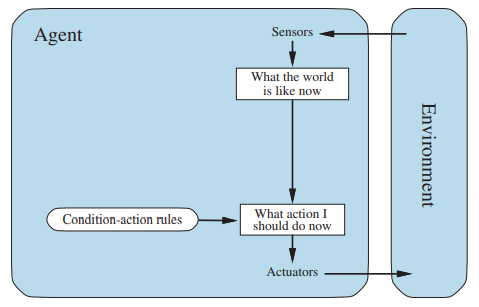 Agent
Sensors
What the world
is like now
Environment
Condition-action rules
What action I
should do now
Actuators